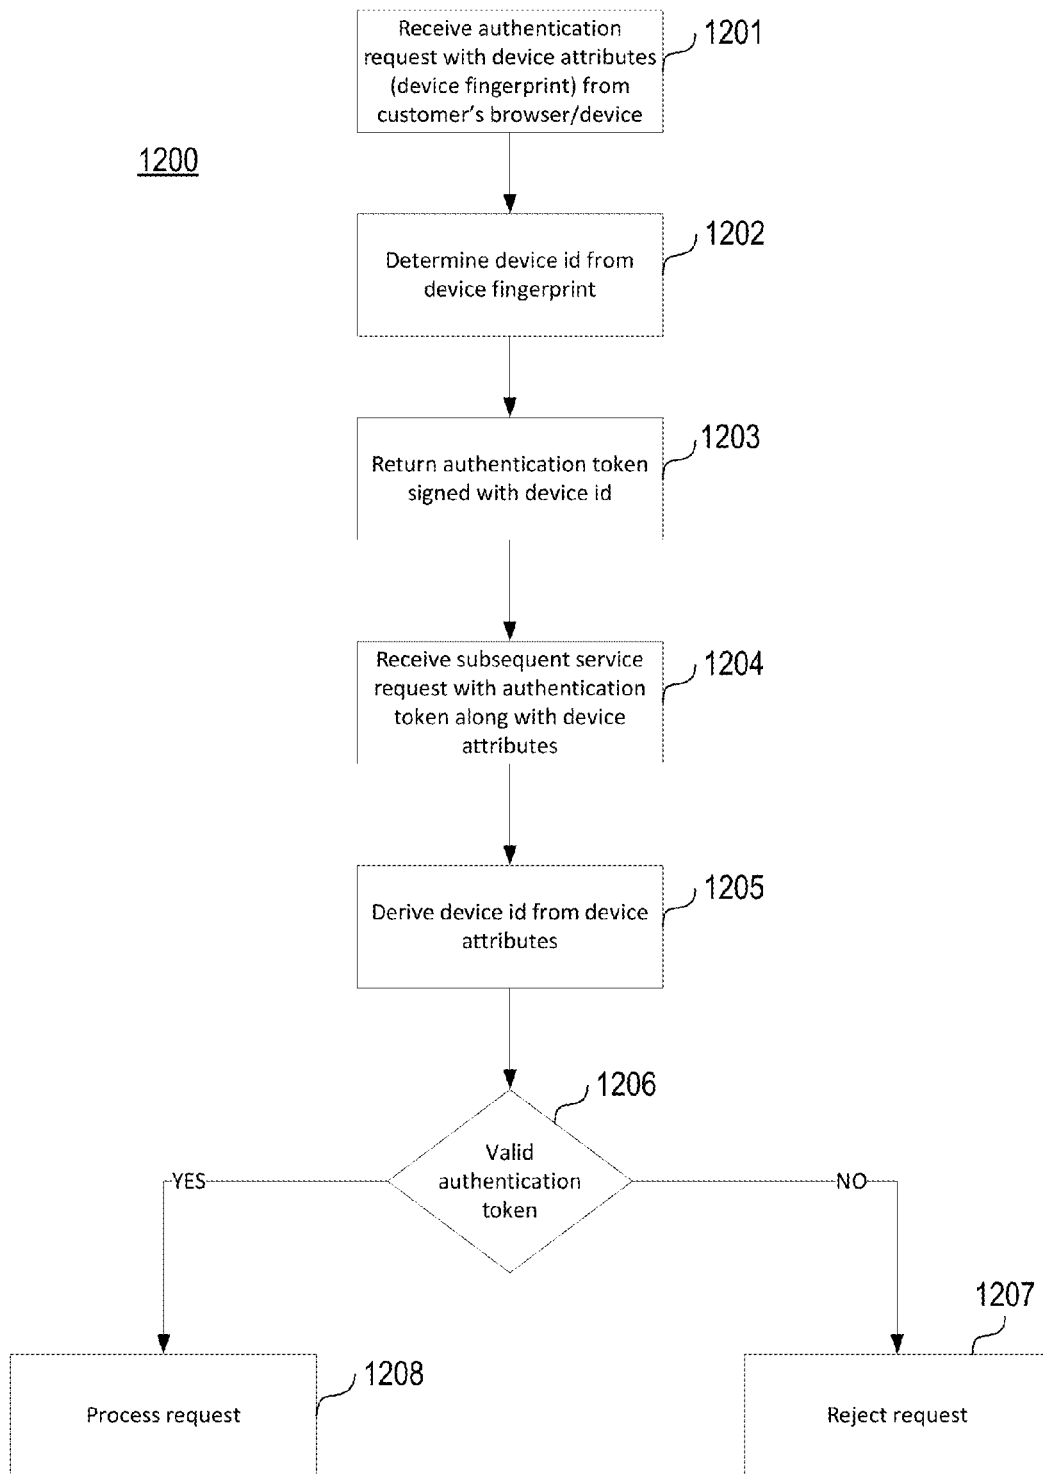 Receive authentication
request with device attributes
(device fingerprint) from
customer's browser/device
1201
1200
Determine device id from
device fingerprint
1202
Return authentication token
signed with device id
1203
Receive subsequent service
request with authentication
token along with device
attributes
1204
Derive device id from device
attributes
1205
Valid
authentication
token
1206
YES
NO
Process request
1208
Reject request
1207